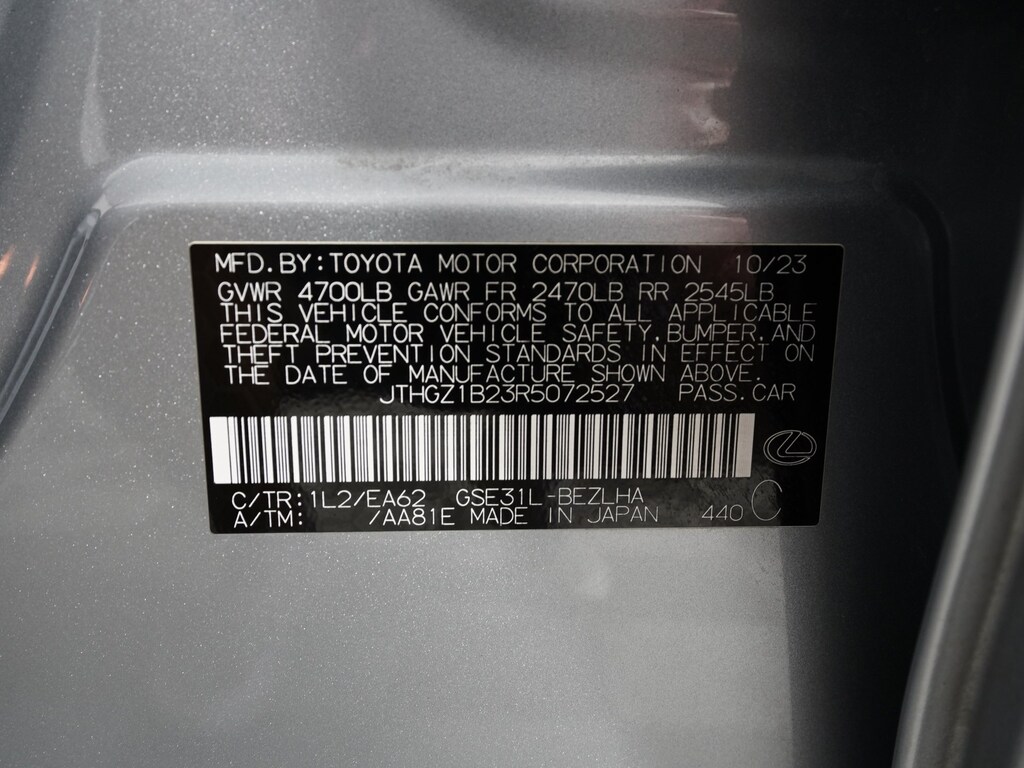 MFD.BY:TOYOTA MOTOR CORPORATION 10/23
GVWR 4700LB GAWR FR 2470LB RR 2545LB
THIS VEHICLE CONFORMS TO ALL APPLICABLE
FEDERAL MOTOR VEHICLE SAFETY,BUMPER,AND
THEFT PREVENTION STANDARDS IN EFFECT ON
THE DATE OF MANUFACTURE SHOWN ABOVE.
JTHGZ1B23R5072527 PASS.CAR
C/TR:1L2/EA62 GSE31L-BEZLHA
A/TM: /AA81E MADE IN JAPAN 440 C